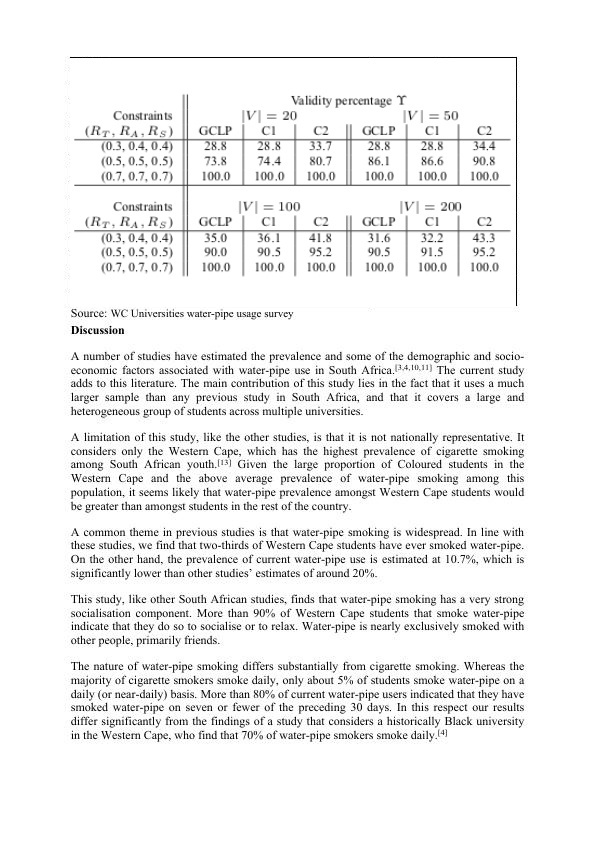 Validity percentage ϒ
Constraints |V| = 20 |V| = 50
(R_T, R_A, R_S) GCLP C1 C2 GCLP C1 C2
(0.3, 0.4, 0.4) 28.8 28.8 33.7 28.8 28.8 34.4
(0.5, 0.5, 0.5) 73.8 74.4 80.7 86.1 86.6 90.8
(0.7, 0.7, 0.7) 100.0 100.0 100.0 100.0 100.0 100.0
Constraints |V| = 100 |V| = 200
(R_T, R_A, R_S) GCLP C1 C2 GCLP C1 C2
(0.3, 0.4, 0.4) 35.0 36.1 41.8 31.6 32.2 43.3
(0.5, 0.5, 0.5) 90.0 90.5 95.2 90.5 91.5 95.2
(0.7, 0.7, 0.7) 100.0 100.0 100.0 100.0 100.0 100.0
Source: WC Universities water-pipe usage survey
Discussion
A number of studies have estimated the prevalence and some of the demographic and socio-
economic factors associated with water-pipe use in South Africa.[3,4,10,11] The current study
adds to this literature. The main contribution of this study lies in the fact that it uses a much
larger sample than any previous study in South Africa, and that it covers a large and
heterogeneous group of students across multiple universities.
A limitation of this study, like the other studies, is that it is not nationally representative. It
considers only the Western Cape, which has the highest prevalence of cigarette smoking
among South African youth.[13] Given the large proportion of Coloured students in the
Western Cape and the above average prevalence of water-pipe smoking among this
population, it seems likely that water-pipe prevalence amongst Western Cape students would
be greater than amongst students in the rest of the country.
A common theme in previous studies is that water-pipe smoking is widespread. In line with
these studies, we find that two-thirds of Western Cape students have ever smoked water-pipe.
On the other hand, the prevalence of current water-pipe use is estimated at 10.7%, which is
significantly lower than other studies' estimates of around 20%.
This study, like other South African studies, finds that water-pipe smoking has a very strong
socialisation component. More than 90% of Western Cape students that smoke water-pipe
indicate that they do so to socialise or to relax. Water-pipe is nearly exclusively smoked with
other people, primarily friends.
The nature of water-pipe smoking differs substantially from cigarette smoking. Whereas the
majority of cigarette smokers smoke daily, only about 5% of students smoke water-pipe on a
daily (or near-daily) basis. More than 80% of current water-pipe users indicated that they have
smoked water-pipe on seven or fewer of the preceding 30 days. In this respect our results
differ significantly from the findings of a study that considers a historically Black university
in the Western Cape, who find that 70% of water-pipe smokers smoke daily.[4]